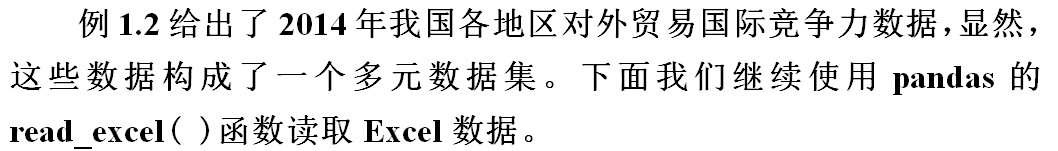 例 1.2 给出了 2014 年我国各地区对外贸易国际竞争力数据，显然，
这些数据构成了一个多元数据集。下面我们继续使用 pandas 的
read_excel( )函数读取 Excel 数据。